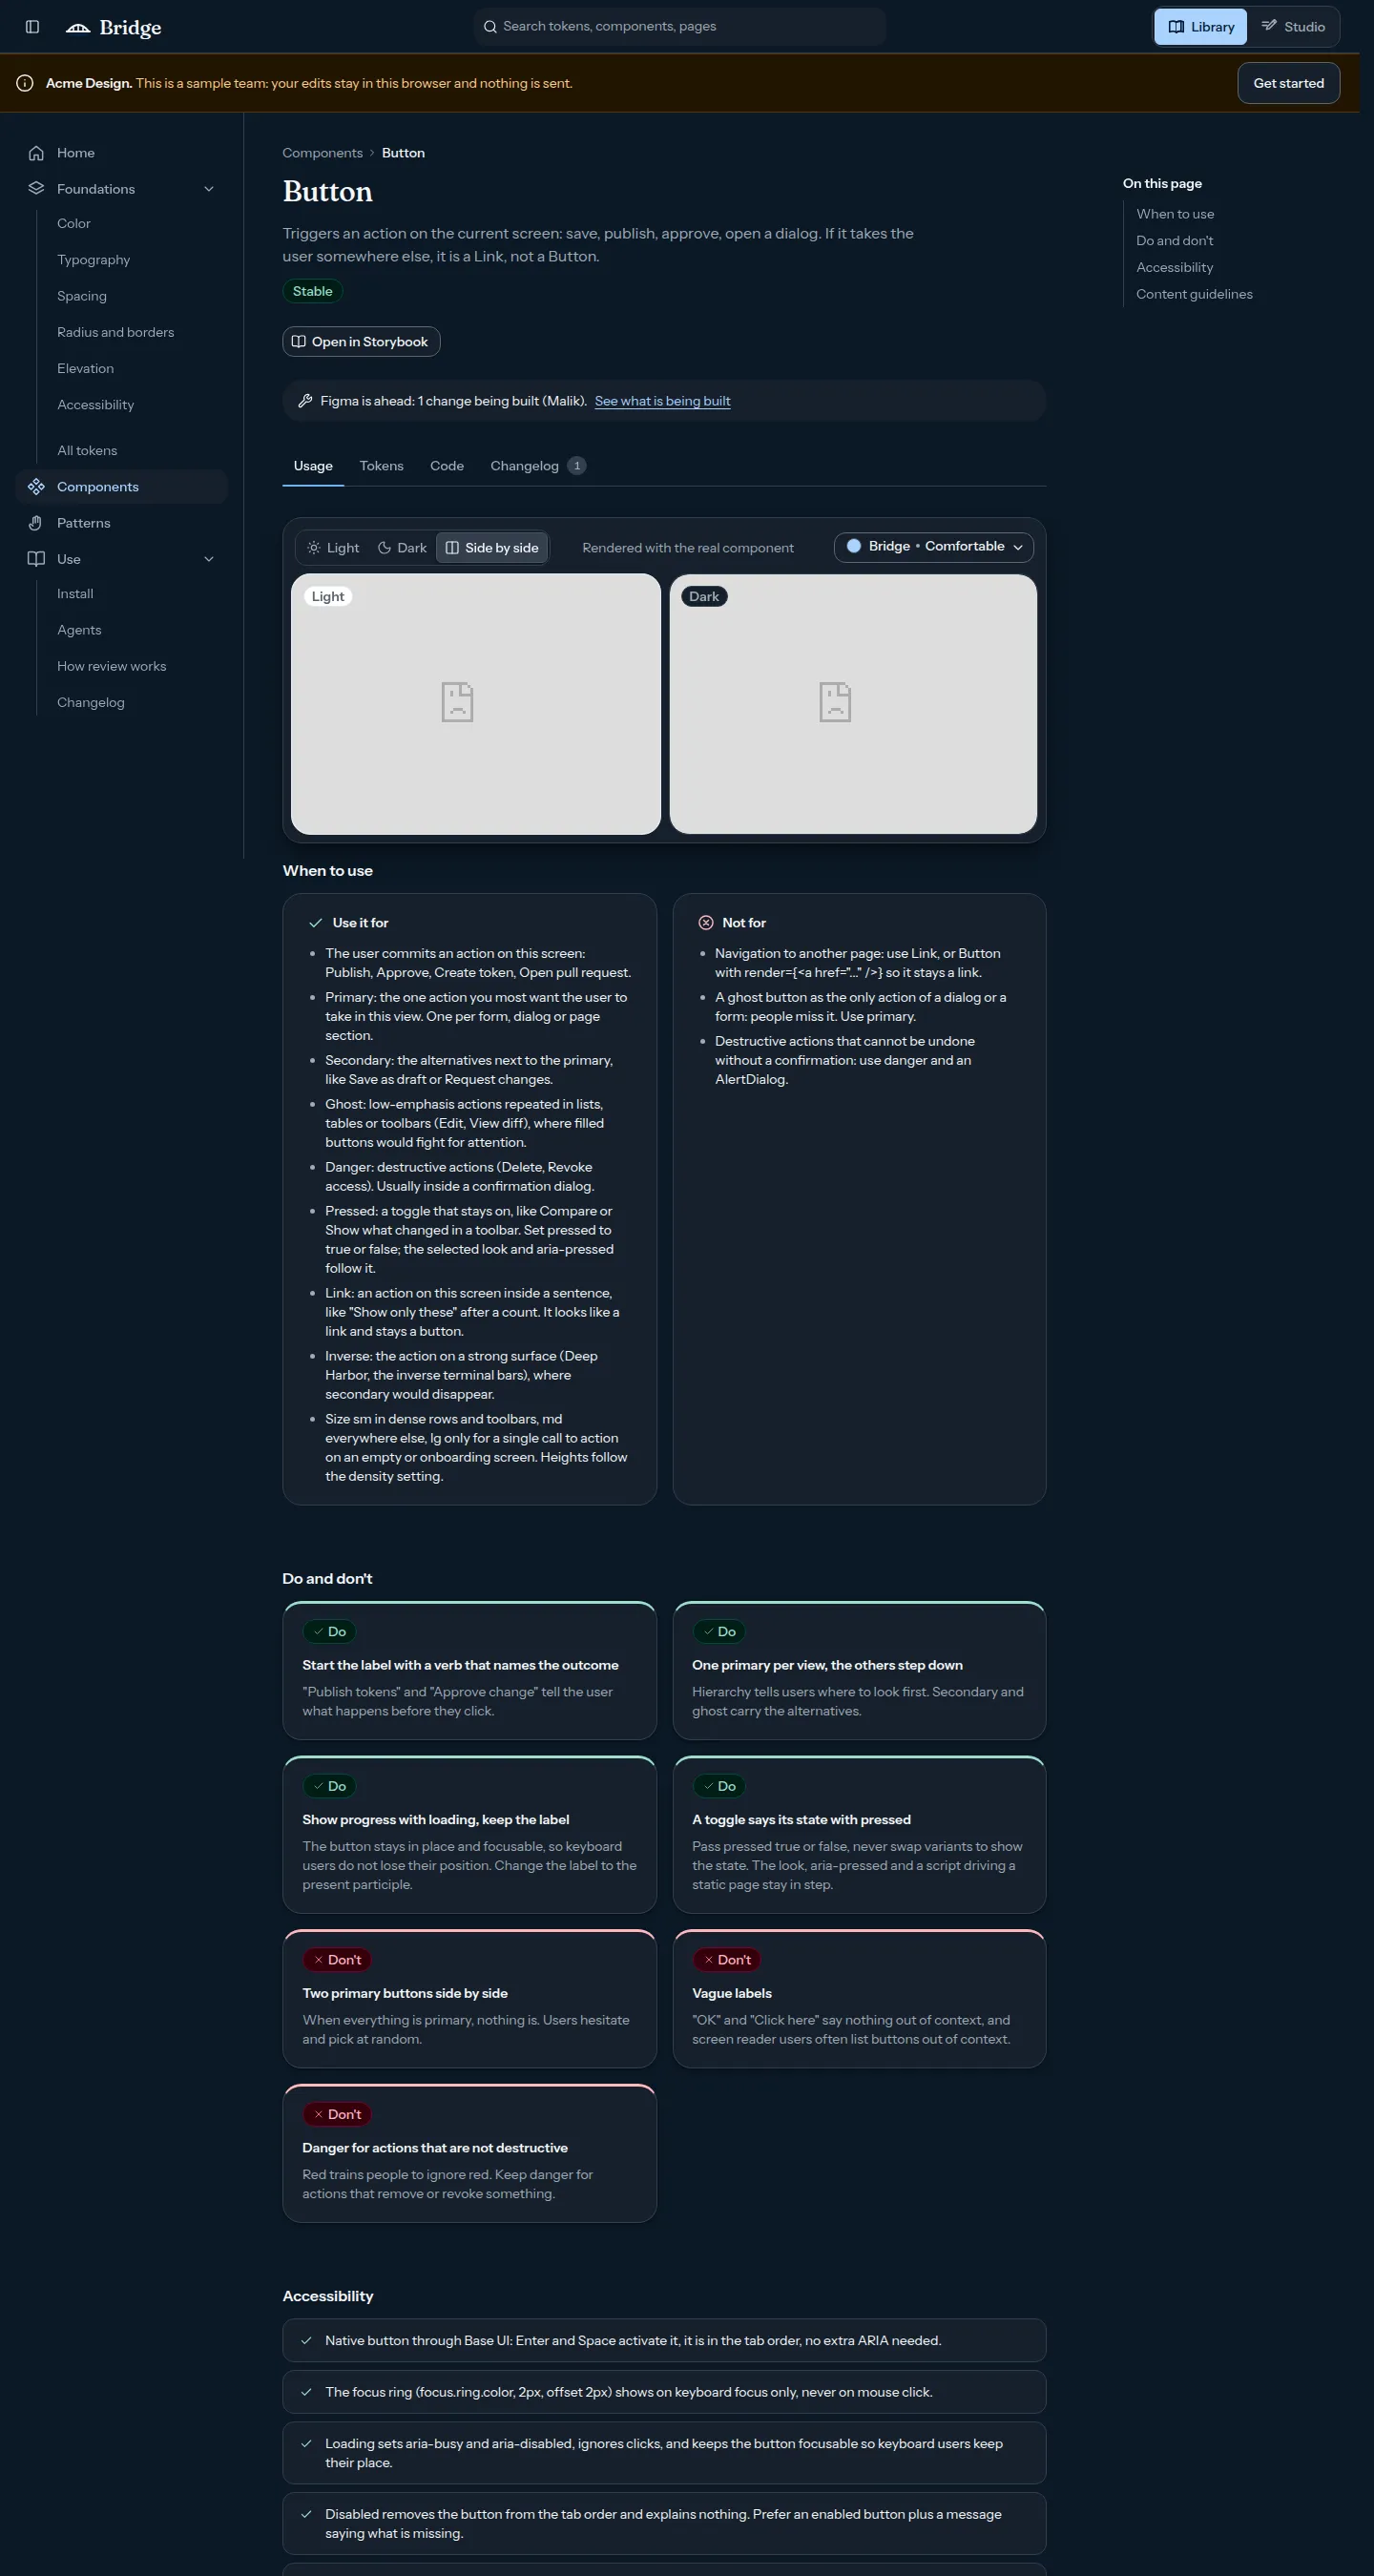 Bridge
Search tokens, components, pages
Library
Studio
Acme Design. This is a sample team: your edits stay in this browser and nothing is sent.
Get started
Home
Foundations
Color
Typography
Spacing
Radius and borders
Elevation
Accessibility
All tokens
Components
Patterns
Use
Install
Agents
How review works
Changelog
Components > Button
Button
Triggers an action on the current screen: save, publish, approve, open a dialog. If it takes the
user somewhere else, it is a Link, not a Button.
Stable
Open in Storybook
Figma is ahead: 1 change being built (Malik). See what is being built
Usage
Tokens
Code
Changelog 1
On this page
When to use
Do and don't
Accessibility
Content guidelines
Light
Dark
Side by side
Rendered with the real component
Bridge • Comfortable
Light
Dark
When to use
Use it for
The user commits an action on this screen:
Publish, Approve, Create token, Open pull request.
Primary: the one action you most want the user to
take in this view. One per form, dialog or page
section.
Secondary: the alternatives next to the primary,
like Save as draft or Request changes.
Ghost: low-emphasis actions repeated in lists,
tables or toolbars (Edit, View diff), where filled
buttons would fight for attention.
Danger: destructive actions (Delete, Revoke
access). Usually inside a confirmation dialog.
Pressed: a toggle that stays on, like Compare or
Show what changed in a toolbar. Set pressed to
true or false; the selected look and aria-pressed
follow it.
Link: an action on this screen inside a sentence,
like "Show only these" after a count. It looks like a
link and stays a button.
Inverse: the action on a strong surface (Deep
Harbor, the inverse terminal bars), where
secondary would disappear.
Size sm in dense rows and toolbars, md
everywhere else, lg only for a single call to action
on an empty or onboarding screen. Heights follow
the density setting.
Not for
Navigation to another page: use Link, or Button
with render={<a href="..." />} so it stays a link.
A ghost button as the only action of a dialog or a
form: people miss it. Use primary.
Destructive actions that cannot be undone
without a confirmation: use danger and an
AlertDialog.
Do and don't
Do
Start the label with a verb that names the outcome
"Publish tokens" and "Approve change" tell the user
what happens before they click.
Do
One primary per view, the others step down
Hierarchy tells users where to look first. Secondary and
ghost carry the alternatives.
Do
Show progress with loading, keep the label
The button stays in place and focusable, so keyboard
users do not lose their position. Change the label to the
present participle.
Do
A toggle says its state with pressed
Pass pressed true or false, never swap variants to show
the state. The look, aria-pressed and a script driving a
static page stay in step.
Don't
Two primary buttons side by side
When everything is primary, nothing is. Users hesitate
and pick at random.
Don't
Vague labels
"OK" and "Click here" say nothing out of context, and
screen reader users often list buttons out of context.
Don't
Danger for actions that are not destructive
Red trains people to ignore red. Keep danger for
actions that remove or revoke something.
Accessibility
Native button through Base UI: Enter and Space activate it, it is in the tab order, no extra ARIA needed.
The focus ring (focus.ring.color, 2px, offset 2px) shows on keyboard focus only, never on mouse click.
Loading sets aria-busy and aria-disabled, ignores clicks, and keeps the button focusable so keyboard users keep
their place.
Disabled removes the button from the tab order and explains nothing. Prefer an enabled button plus a message
saying what is missing.